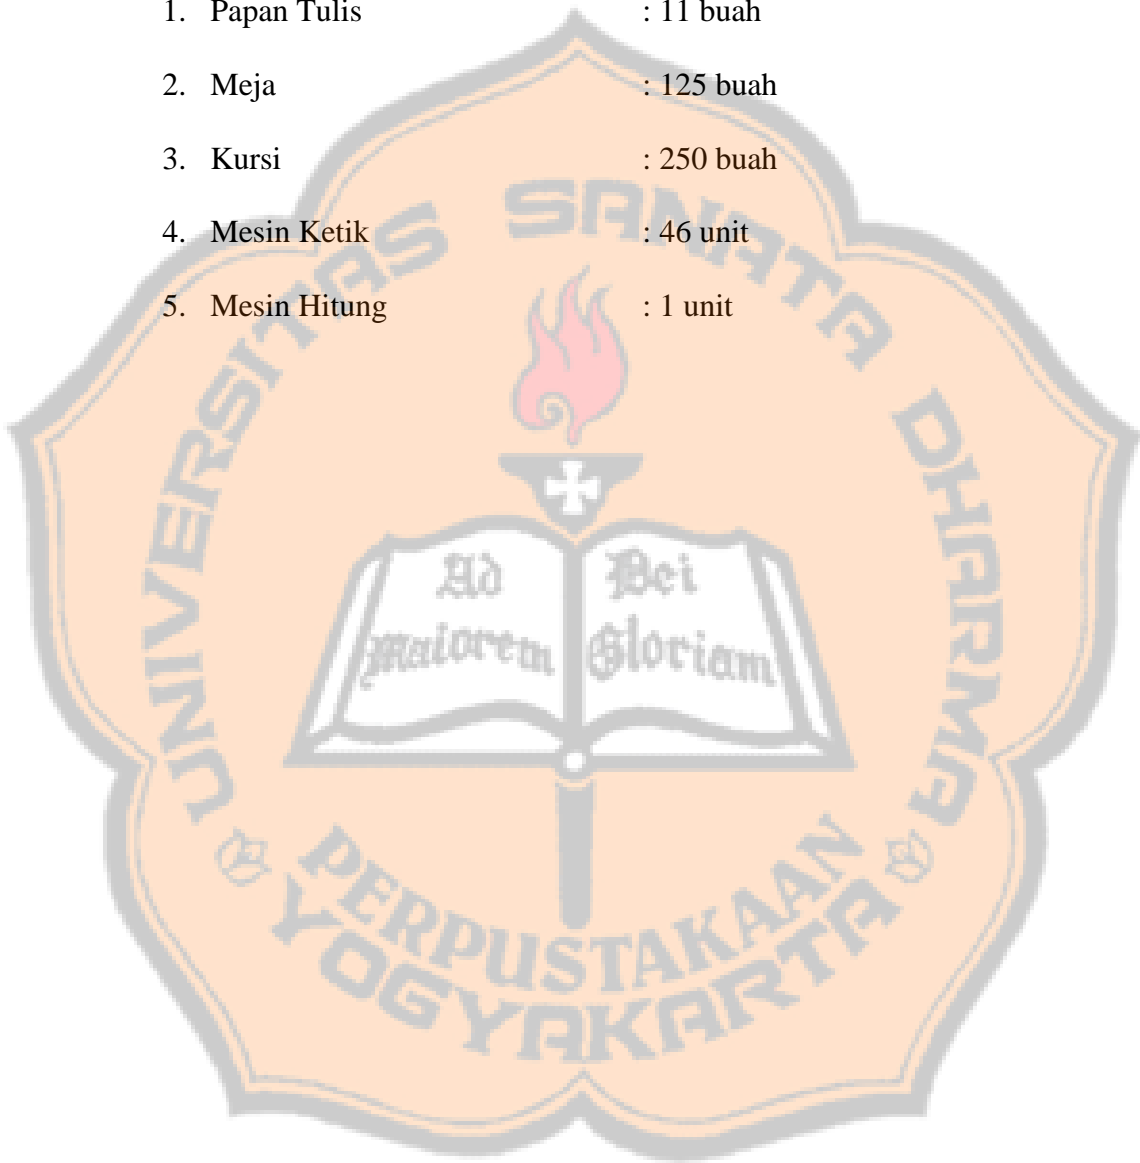 1. Papan Tulis : 11 buah
2. Meja : 125 buah
3. Kursi : 250 buah
4. Mesin Ketik : 46 unit
5. Mesin Hitung : 1 unit
UNIVERSITAS SANATA DHARMA
Ad Dei
maiorem Gloriam
PERPUSTAKAAN
YOGYAKARTA